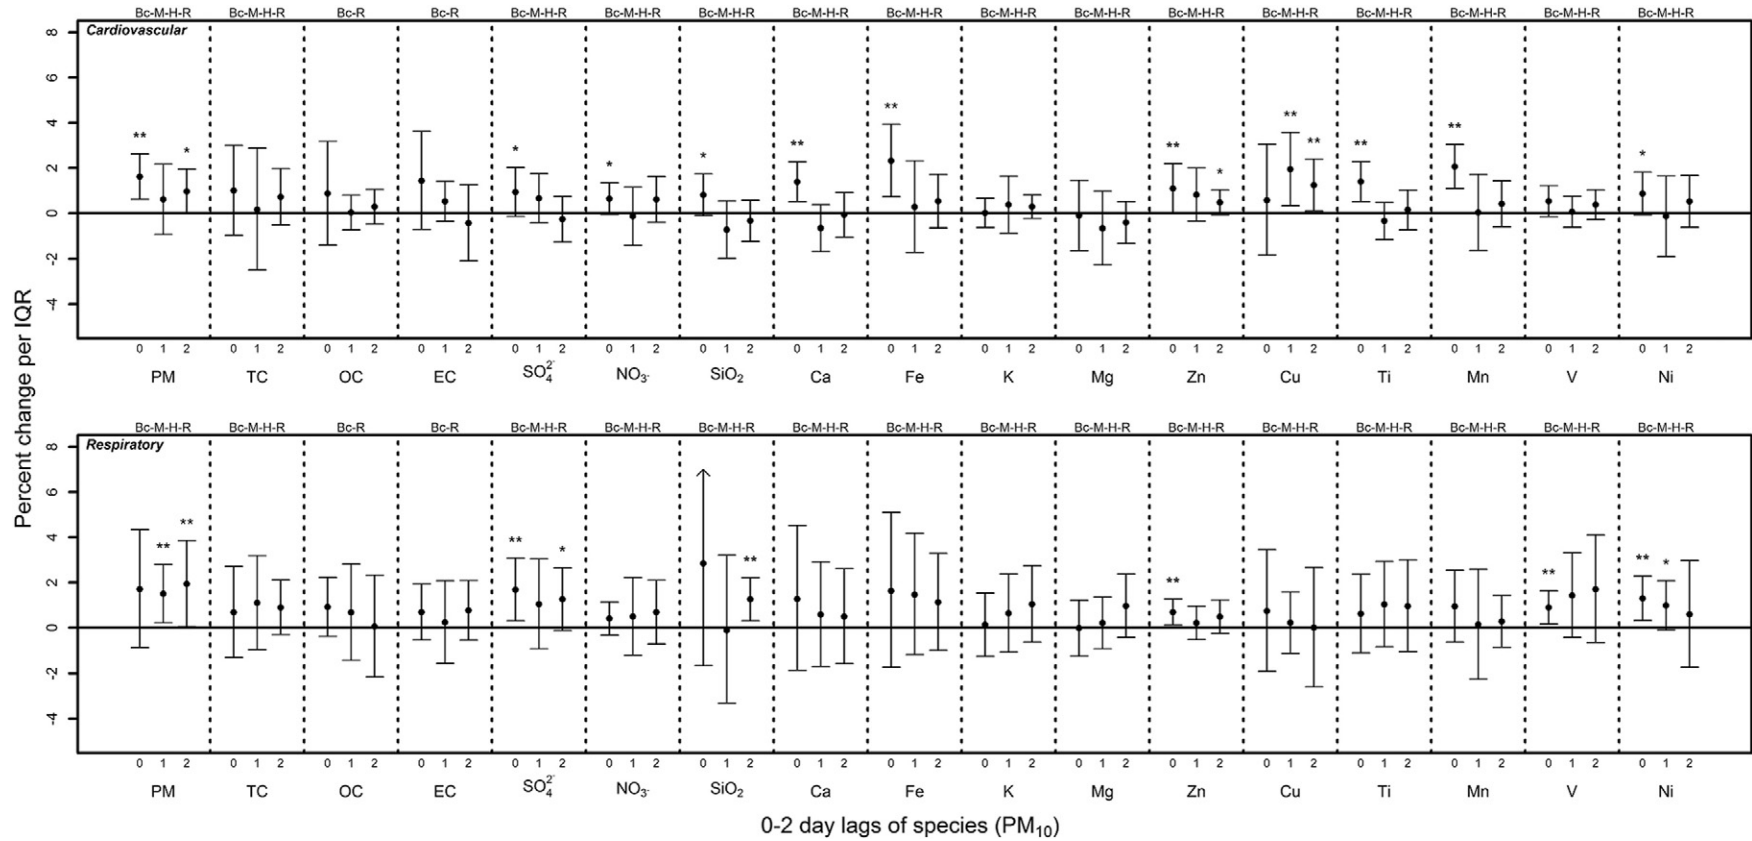 Bc-M-H-R Bc-M-H-R Bc-R Bc-R Bc-M-H-R Bc-M-H-R Bc-M-H-R Bc-M-H-R Bc-M-H-R Bc-M-H-R Bc-M-H-R Bc-M-H-R Bc-M-H-R Bc-M-H-R Bc-M-H-R Bc-M-H-R Bc-M-H-R
Cardiovascular
8
6
4
2
0
-2
-4
** * * * * ** ** ** * ** ** ** ** *
0 1 2 0 1 2 0 1 2 0 1 2 0 1 2 0 1 2 0 1 2 0 1 2 0 1 2 0 1 2 0 1 2 0 1 2 0 1 2 0 1 2 0 1 2 0 1 2 0 1 2
PM TC OC EC SO₄²⁻ NO₃- SiO₂ Ca Fe K Mg Zn Cu Ti Mn V Ni
Percent change per IQR
Bc-M-H-R Bc-M-H-R Bc-R Bc-R Bc-M-H-R Bc-M-H-R Bc-M-H-R Bc-M-H-R Bc-M-H-R Bc-M-H-R Bc-M-H-R Bc-M-H-R Bc-M-H-R Bc-M-H-R Bc-M-H-R Bc-M-H-R Bc-M-H-R
Respiratory
8
6
4
2
0
-2
-4
** ** ** * ** ** ** ** *
0 1 2 0 1 2 0 1 2 0 1 2 0 1 2 0 1 2 0 1 2 0 1 2 0 1 2 0 1 2 0 1 2 0 1 2 0 1 2 0 1 2 0 1 2 0 1 2 0 1 2
PM TC OC EC SO₄²⁻ NO₃- SiO₂ Ca Fe K Mg Zn Cu Ti Mn V Ni
0-2 day lags of species (PM₁₀)